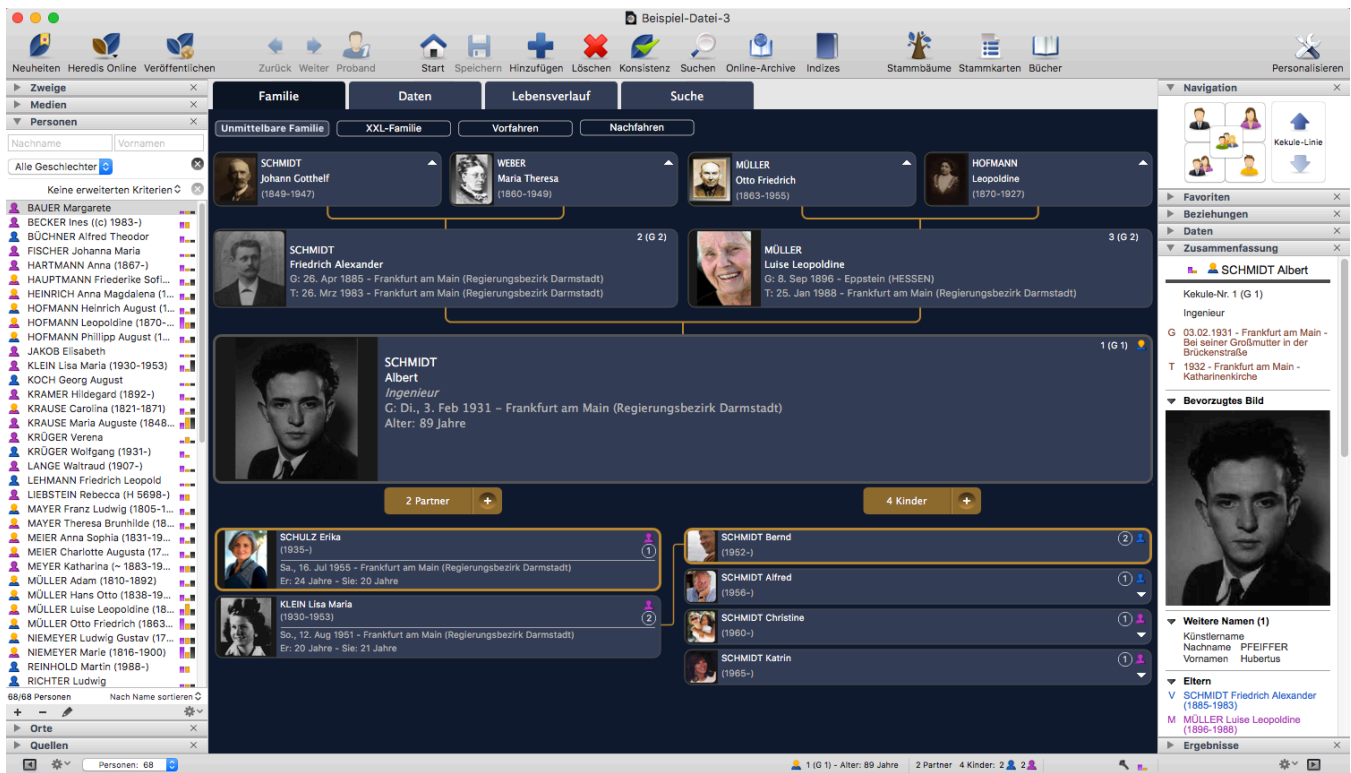 Beispiel-Datei-3
Neuheiten Heredis Online Veröffentlichen Zurück Weiter Proband Start Speichern Hinzufügen Löschen Konsistenz Suchen Online-Archive Indizes Stammbäume Stammkarten Bücher Personalisieren
Zweige
Medien
Personen
Nachname Vornamen
Alle Geschlechter
Keine erweiterten Kriterien
BAUER Margarete
BECKER Ines ((c) 1983-)
BÜCHNER Alfred Theodor
FISCHER Johanna Maria
HARTMANN Anna (1867-)
HAUPTMANN Friederike Sofi...
HEINRICH Anna Magdalena (1...
HOFMANN Heinrich August (1...
HOFMANN Leopoldine (1870-...
HOFMANN Phillipp August (1...
JAKOB Elisabeth
KLEIN Lisa Maria (1930-1953)
KOCH Georg August
KRAMER Hildegard (1892-)
KRAUSE Carolina (1821-1871)
KRAUSE Maria Auguste (1848...
KRÜGER Verena
KRÜGER Wolfgang (1931-)
LANGE Waltraud (1907-)
LEHMANN Friedrich Leopold
LIEBSTEIN Rebecca (H 5698-)
MAYER Franz Ludwig (1805-1...
MAYER Theresa Brunhilde (18...
MEIER Anna Sophia (1831-19...
MEIER Charlotte Augusta (17...
MEYER Katharina (~ 1883-19...
MÜLLER Adam (1810-1892)
MÜLLER Hans Otto (1838-19...
MÜLLER Luise Leopoldine (18...
MÜLLER Otto Friedrich (1863...
NIEMEYER Ludwig Gustav (17...
NIEMEYER Marie (1816-1900)
REINHOLD Martin (1988-)
RICHTER Ludwig
68/68 Personen Nach Name sortieren
Orte
Quellen
Personen: 68
Familie Daten Lebensverlauf Suche
Unmittelbare Familie XXL-Familie Vorfahren Nachfahren
SCHMIDT
Johann Gotthelf
(1849-1947)
WEBER
Maria Theresa
(1860-1949)
MÜLLER
Otto Friedrich
(1863-1955)
HOFMANN
Leopoldine
(1870-1927)
2 (G 2)
SCHMIDT
Friedrich Alexander
G: 26. Apr 1885 - Frankfurt am Main (Regierungsbezirk Darmstadt)
T: 26. Mrz 1983 - Frankfurt am Main (Regierungsbezirk Darmstadt)
3 (G 2)
MÜLLER
Luise Leopoldine
G: 8. Sep 1896 - Eppstein (HESSEN)
T: 25. Jan 1988 - Frankfurt am Main (Regierungsbezirk Darmstadt)
1 (G 1)
SCHMIDT
Albert
Ingenieur
G: Di., 3. Feb 1931 - Frankfurt am Main (Regierungsbezirk Darmstadt)
Alter: 89 Jahre
2 Partner +
4 Kinder +
SCHULZ Erika
(1935-)
1
Sa., 16. Jul 1955 - Frankfurt am Main (Regierungsbezirk Darmstadt)
Er: 24 Jahre - Sie: 20 Jahre
KLEIN Lisa Maria
(1930-1953)
2
So., 12. Aug 1951 - Frankfurt am Main (Regierungsbezirk Darmstadt)
Er: 20 Jahre - Sie: 21 Jahre
SCHMIDT Bernd
2
(1952-)
SCHMIDT Alfred
1
(1956-)
SCHMIDT Christine
1
(1960-)
SCHMIDT Katrin
1
(1965-)
1 (G 1) - Alter: 89 Jahre 2 Partner 4 Kinder: 2 2
Navigation
Kekule-Linie
Favoriten
Beziehungen
Daten
Zusammenfassung
SCHMIDT Albert
Kekule-Nr. 1 (G 1)
Ingenieur
G 03.02.1931 - Frankfurt am Main -
Bei seiner Großmutter in der
Brückenstraße
T 1932 - Frankfurt am Main -
Katharinenkirche
Bevorzugtes Bild
Weitere Namen (1)
Künstlername
Nachname PFEIFFER
Vornamen Hubertus
Eltern
V SCHMIDT Friedrich Alexander
(1885-1983)
M MÜLLER Luise Leopoldine
(1896-1988)
Ergebnisse